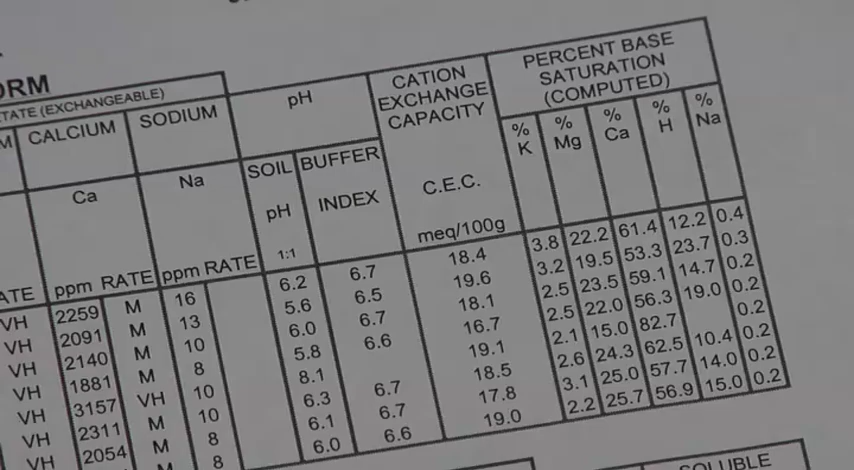 ORM
TATE (EXCHANGEABLE)
M CALCIUM SODIUM pH CATION EXCHANGE CAPACITY PERCENT BASE SATURATION (COMPUTED)
Ca Na SOIL pH 1:1 BUFFER INDEX C.E.C. meq/100g % K % Mg % Ca % H % Na
ATE ppm RATE ppm RATE
VH 2259 M 16 6.2 6.7 18.4 3.8 22.2 61.4 12.2 0.4
VH 2091 M 13 5.6 6.5 19.6 3.2 19.5 53.3 23.7 0.3
VH 2140 M 10 6.0 6.7 18.1 2.5 23.5 59.1 14.7 0.2
VH 1881 M 8 5.8 6.6 16.7 2.5 22.0 56.3 19.0 0.2
VH 3157 VH 10 8.1 19.1 2.1 15.0 82.7 0.2
VH 2311 M 10 6.3 6.7 18.5 2.6 24.3 62.5 10.4 0.2
VH 2054 M 8 6.1 6.7 17.8 3.1 25.0 57.7 14.0 0.2
M 8 6.0 6.6 19.0 2.2 25.7 56.9 15.0 0.2
SOLUBLE